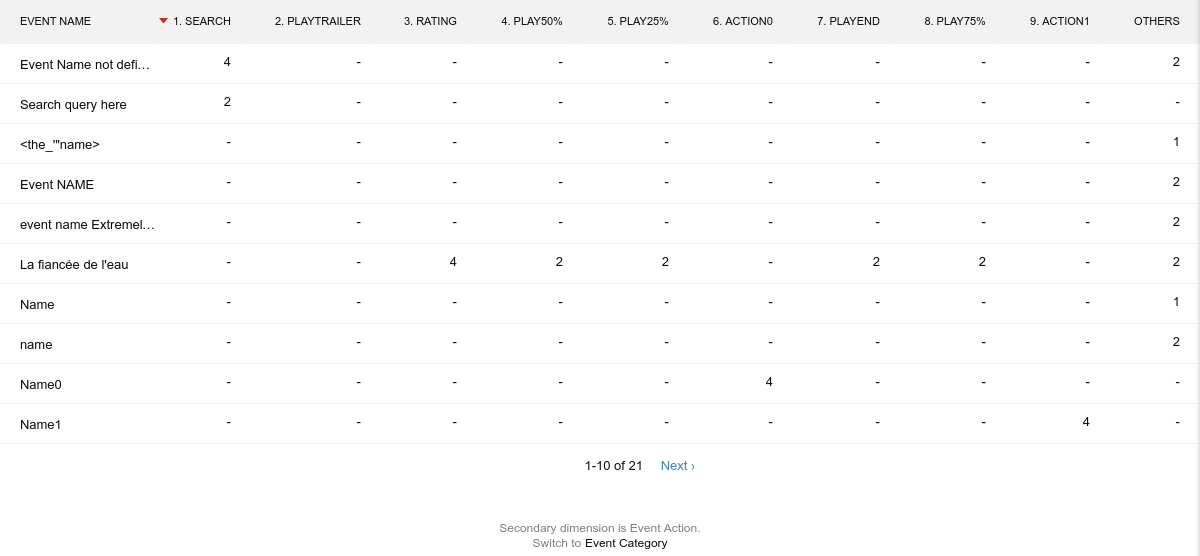 EVENT NAME 1. SEARCH 2. PLAYTRAILER 3. RATING 4. PLAY50% 5. PLAY25% 6. ACTION0 7. PLAYEND 8. PLAY75% 9. ACTION1 OTHERS
Event Name not defi… 4 - - - - - - - - 2
Search query here 2 - - - - - - - - -
<the_'"name> - - - - - - - - - 1
Event NAME - - - - - - - - - 2
event name Extremel… - - - - - - - - - 2
La fiancée de l'eau - - 4 2 2 - 2 2 - 2
Name - - - - - - - - - 1
name - - - - - - - - - 2
Name0 - - - - - 4 - - - -
Name1 - - - - - - - - 4 -
1-10 of 21 Next ›
Secondary dimension is Event Action.
Switch to Event Category